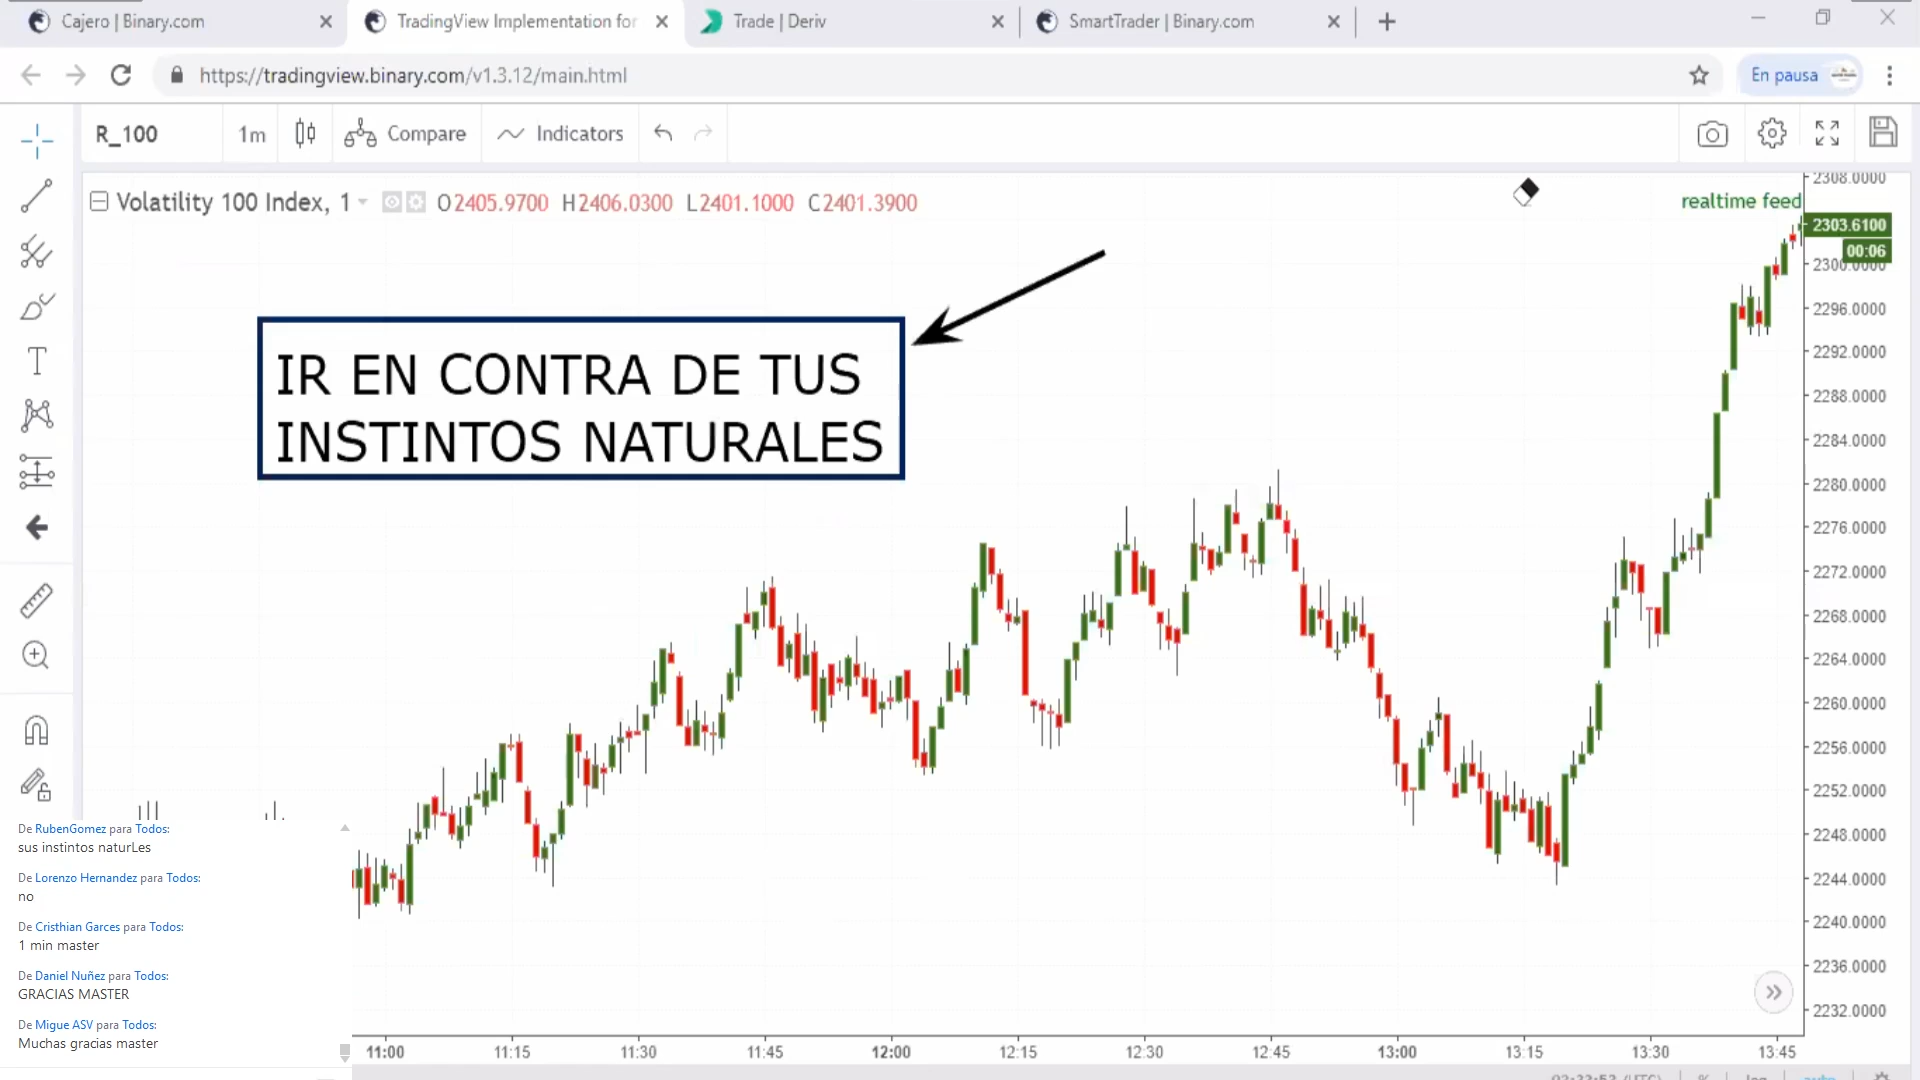 Cajero | Binary.com
TradingView Implementation for
Trade | Deriv
SmartTrader | Binary.com
https://tradingview.binary.com/v1.3.12/main.html
En pausa
R_100
1m
Compare
Indicators
Volatility 100 Index, 1
O2405.9700 H2406.0300 L2401.1000 C2401.3900
realtime feed
IR EN CONTRA DE TUS
INSTINTOS NATURALES
2308.0000
2303.6100
00:06
2300.0000
2296.0000
2292.0000
2288.0000
2284.0000
2280.0000
2276.0000
2272.0000
2268.0000
2264.0000
2260.0000
2256.0000
2252.0000
2248.0000
2244.0000
2240.0000
2236.0000
2232.0000
De RubenGomez para Todos:
sus instintos naturLes
De Lorenzo Hernandez para Todos:
no
De Cristhian Garces para Todos:
1 min master
De Daniel Nuñez para Todos:
GRACIAS MASTER
De Migue ASV para Todos:
Muchas gracias master
11:00 11:15 11:30 11:45 12:00 12:15 12:30 12:45 13:00 13:15 13:30 13:45